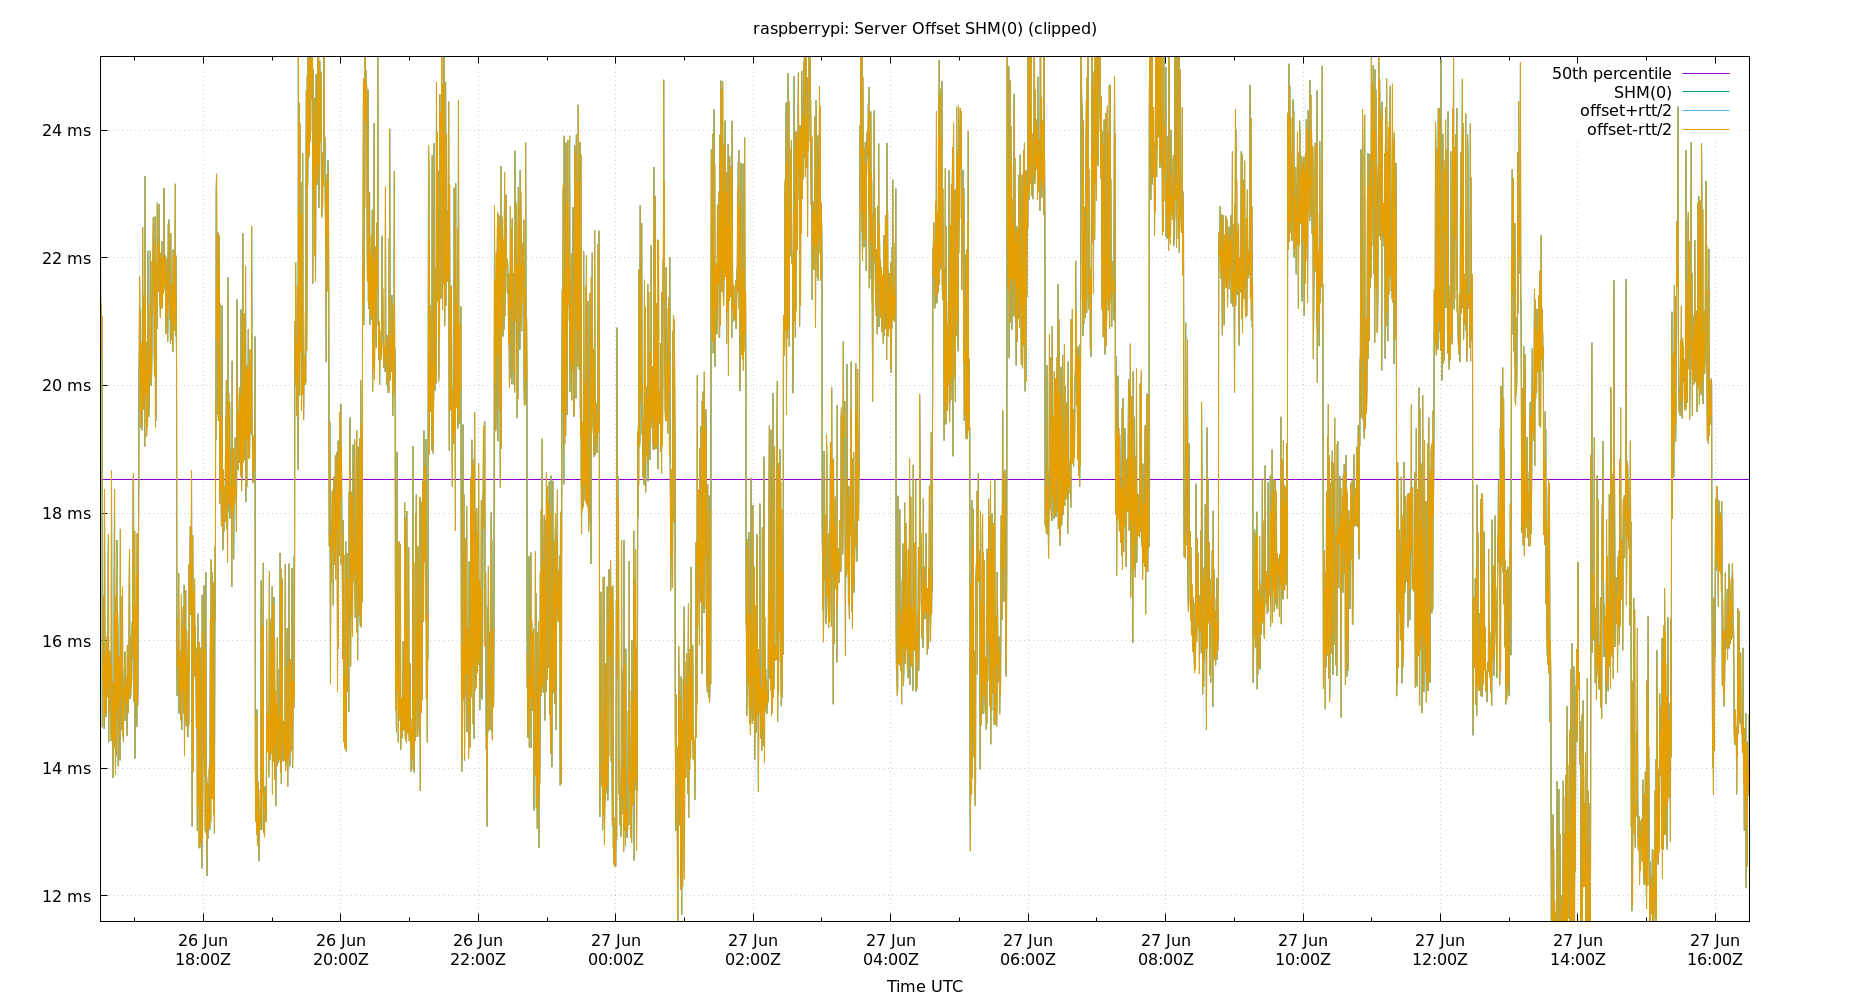 raspberrypi: Server Offset SHM(0) (clipped)
50th percentile
SHM(0)
offset+rtt/2
offset-rtt/2
24 ms
22 ms
20 ms
18 ms
16 ms
14 ms
12 ms
26 Jun 26 Jun 26 Jun 27 Jun 27 Jun 27 Jun 27 Jun 27 Jun 27 Jun 27 Jun 27 Jun 27 Jun
18:00Z 20:00Z 22:00Z 00:00Z 02:00Z 04:00Z 06:00Z 08:00Z 10:00Z 12:00Z 14:00Z 16:00Z
Time UTC